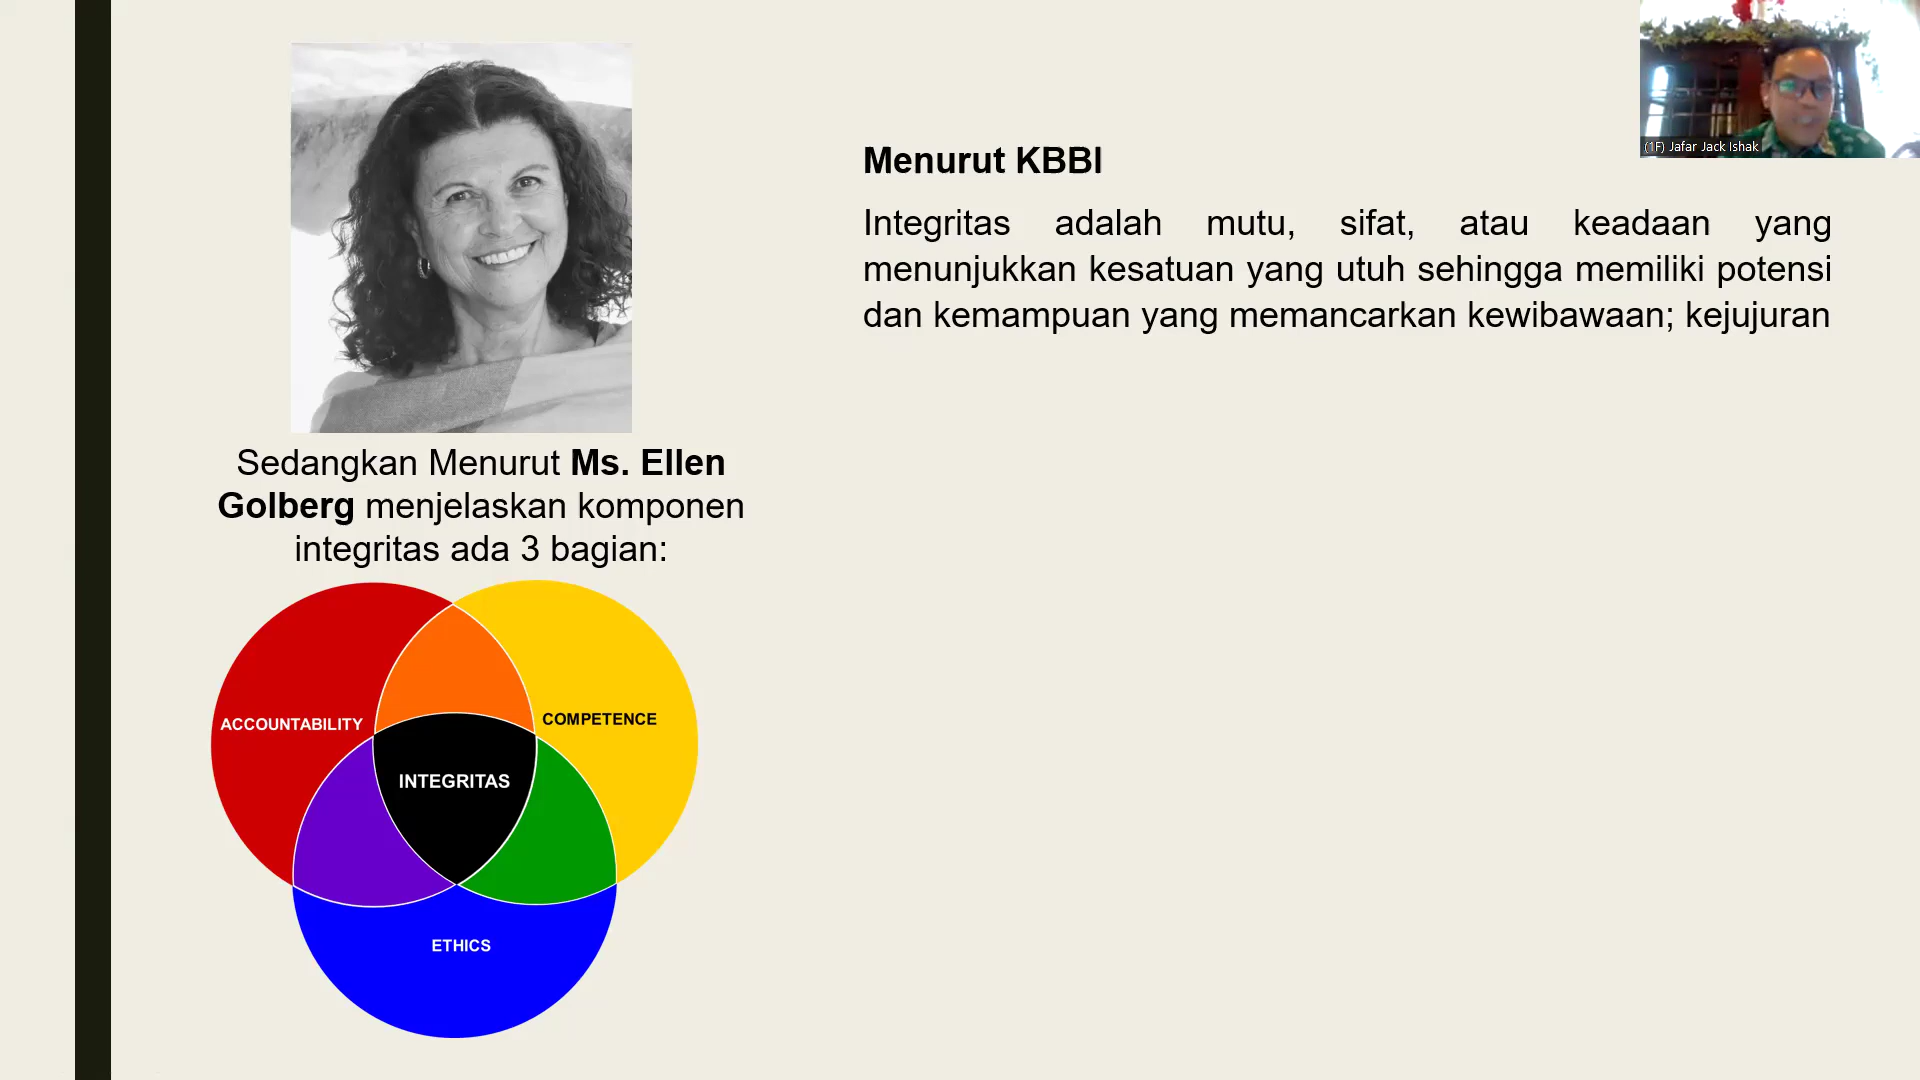 (1F) Jafar Jack Ishak
Menurut KBBI
Integritas adalah mutu, sifat, atau keadaan yang
menunjukkan kesatuan yang utuh sehingga memiliki potensi
dan kemampuan yang memancarkan kewibawaan; kejujuran
Sedangkan Menurut Ms. Ellen
Golberg menjelaskan komponen
integritas ada 3 bagian:
ACCOUNTABILITY
COMPETENCE
INTEGRITAS
ETHICS